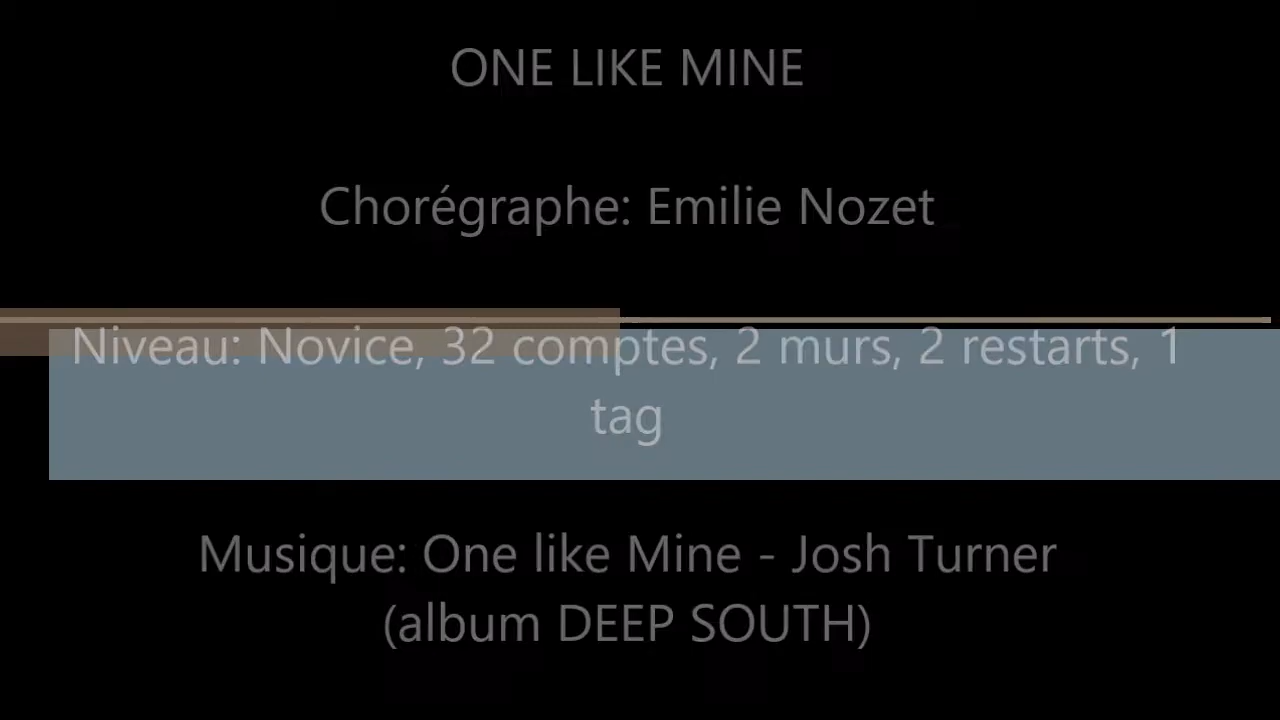 ONE LIKE MINE
Chorégraphe: Emilie Nozet
Niveau: Novice, 32 comptes, 2 murs, 2 restarts, 1
tag
Musique: One like Mine - Josh Turner
(album DEEP SOUTH)